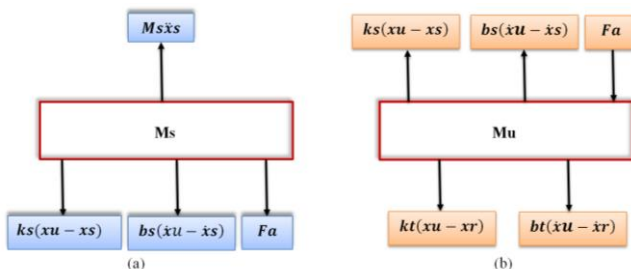 Msẍs
Ms
ks(xu − xs) bs(ẋu − ẋs) Fa
(a)
ks(xu − xs) bs(ẋu − ẋs) Fa
Mu
kt(xu − xr) bt(ẋu − ẋr)
(b)